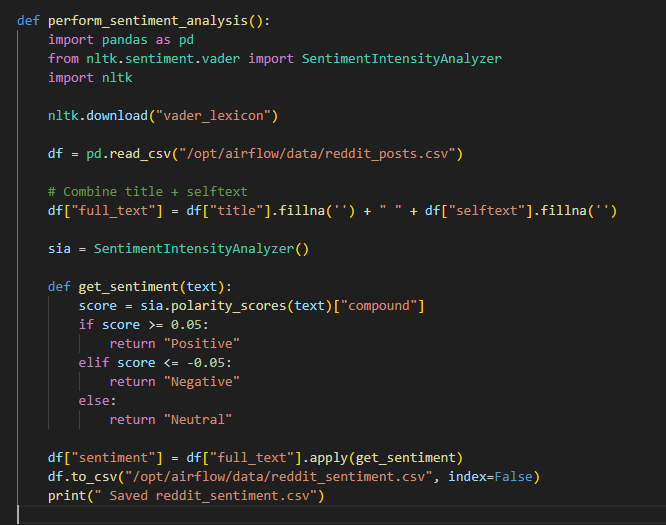 def perform_sentiment_analysis():
    import pandas as pd
    from nltk.sentiment.vader import SentimentIntensityAnalyzer
    import nltk

    nltk.download("vader_lexicon")

    df = pd.read_csv("/opt/airflow/data/reddit_posts.csv")

    # Combine title + selftext
    df["full_text"] = df["title"].fillna('') + " " + df["selftext"].fillna('')

    sia = SentimentIntensityAnalyzer()

    def get_sentiment(text):
        score = sia.polarity_scores(text)["compound"]
        if score >= 0.05:
            return "Positive"
        elif score <= -0.05:
            return "Negative"
        else:
            return "Neutral"

    df["sentiment"] = df["full_text"].apply(get_sentiment)
    df.to_csv("/opt/airflow/data/reddit_sentiment.csv", index=False)
    print(" Saved reddit_sentiment.csv")